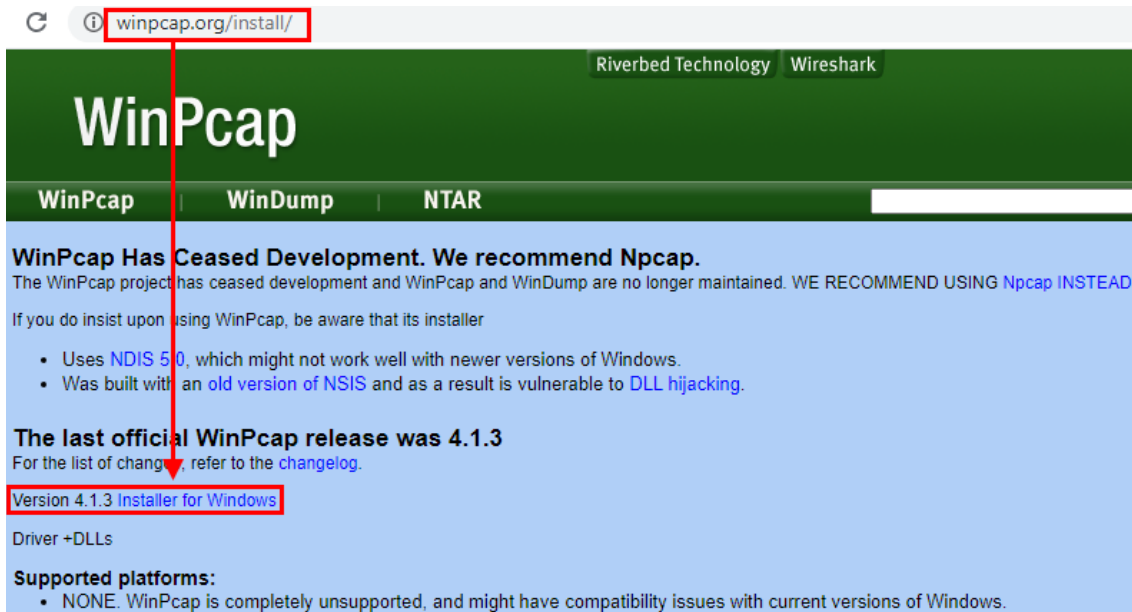 winpcap.org/install/
Riverbed Technology Wireshark
WinPcap
WinPcap | WinDump | NTAR
WinPcap Has Ceased Development. We recommend Npcap.
The WinPcap project has ceased development and WinPcap and WinDump are no longer maintained. WE RECOMMEND USING Npcap INSTEAD
If you do insist upon using WinPcap, be aware that its installer
• Uses NDIS 5.0, which might not work well with newer versions of Windows.
• Was built with an old version of NSIS and as a result is vulnerable to DLL hijacking.
The last official WinPcap release was 4.1.3
For the list of changes, refer to the changelog.
Version 4.1.3 Installer for Windows
Driver +DLLs
Supported platforms:
• NONE. WinPcap is completely unsupported, and might have compatibility issues with current versions of Windows.